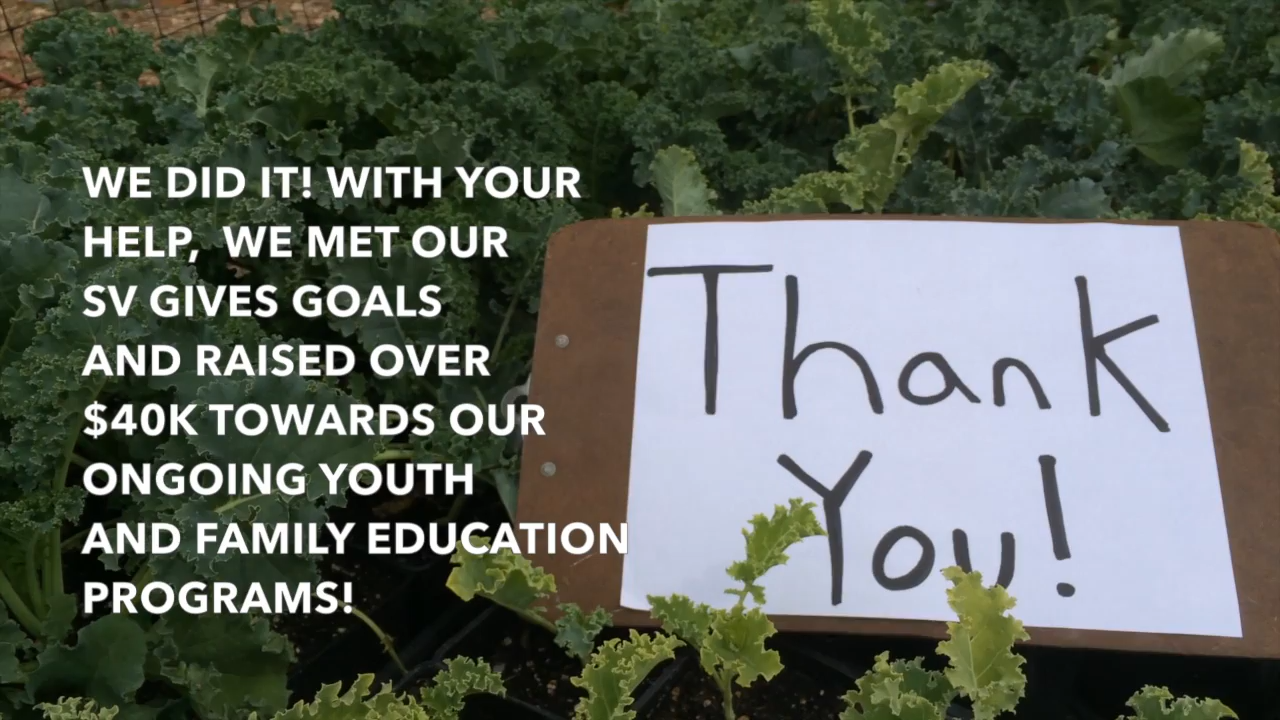 WE DID IT! WITH YOUR
HELP,  WE MET OUR
SV GIVES GOALS
AND RAISED OVER
$40K TOWARDS OUR
ONGOING YOUTH
AND FAMILY EDUCATION
PROGRAMS!
Thank
You!